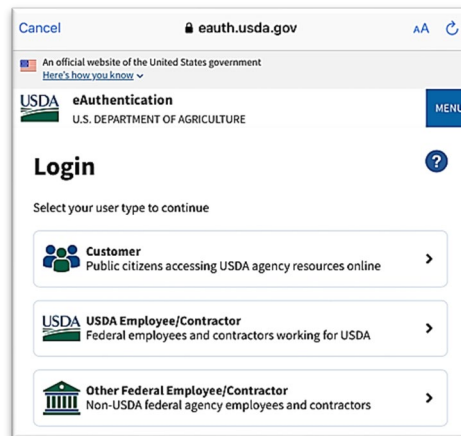 Cancel
eauth.usda.gov
AA
An official website of the United States government
Here's how you know
USDA
eAuthentication
U.S. DEPARTMENT OF AGRICULTURE
MENU
Login
?
Select your user type to continue
Customer
Public citizens accessing USDA agency resources online
USDA
USDA Employee/Contractor
Federal employees and contractors working for USDA
Other Federal Employee/Contractor
Non-USDA federal agency employees and contractors